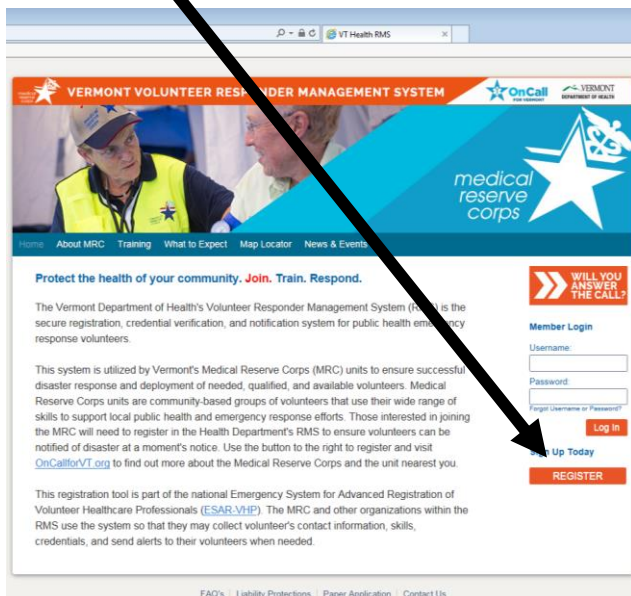 VT Health RMS
VERMONT VOLUNTEER RESPONDER MANAGEMENT SYSTEM
OnCall
FOR VERMONT
VERMONT
DEPARTMENT OF HEALTH
medical
reserve
corps
Home About MRC Training What to Expect Map Locator News & Events
Protect the health of your community. Join. Train. Respond.
The Vermont Department of Health's Volunteer Responder Management System (RMS) is the
secure registration, credential verification, and notification system for public health emergency
response volunteers.
This system is utilized by Vermont's Medical Reserve Corps (MRC) units to ensure successful
disaster response and deployment of needed, qualified, and available volunteers. Medical
Reserve Corps units are community-based groups of volunteers that use their wide range of
skills to support local public health and emergency response efforts. Those interested in joining
the MRC will need to register in the Health Department's RMS to ensure volunteers can be
notified of disaster at a moment's notice. Use the button to the right to register and visit
OnCallforVT.org to find out more about the Medical Reserve Corps and the unit nearest you.
This registration tool is part of the national Emergency System for Advanced Registration of
Volunteer Healthcare Professionals (ESAR-VHP). The MRC and other organizations within the
RMS use the system so that they may collect volunteer's contact information, skills,
credentials, and send alerts to their volunteers when needed.
WILL YOU
ANSWER
THE CALL?
Member Login
Username:
Password:
Forgot Username or Password?
Log In
Sign Up Today
REGISTER
FAQ's | Liability Protections | Paper Application | Contact Us